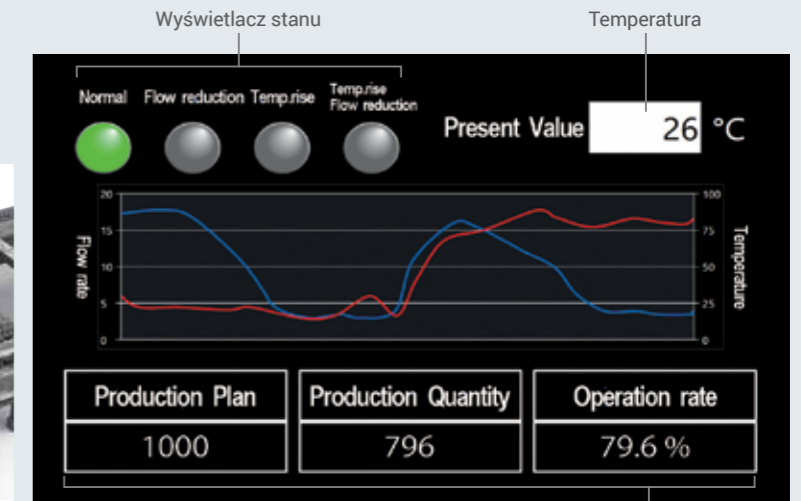 Wyświetlacz stanu
Temperatura
Normal
Flow reduction
Temp.rise
Temp.rise
Flow reduction
Present Value
26
°C
20
15
10
5
0
Flow rate
100
75
50
25
0
Temperature
Production Plan
Production Quantity
Operation rate
1000
796
79.6 %